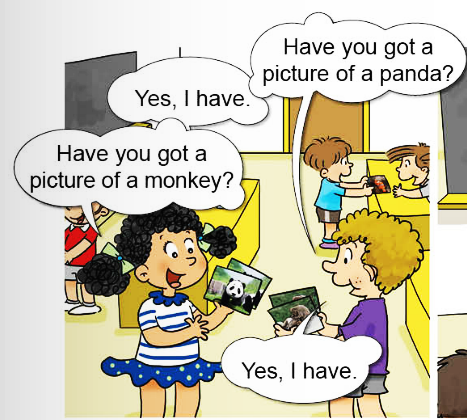 Have you got a
picture of a panda?
Yes, I have.
Have you got a
picture of a monkey?
Yes, I have.